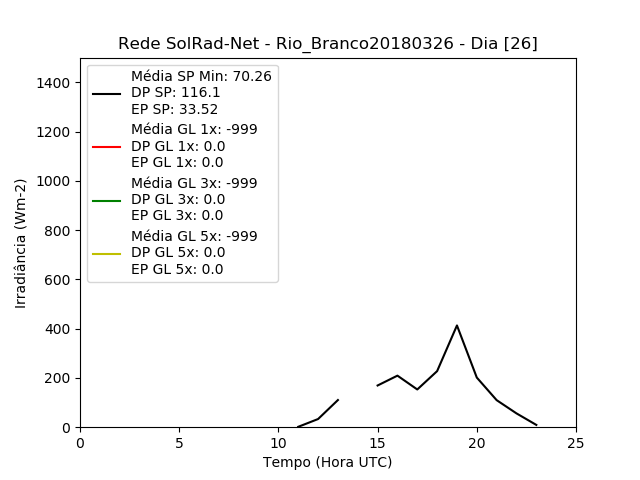 Rede SolRad-Net - Rio_Branco20180326 - Dia [26]
Média SP Min: 70.26
DP SP: 116.1
EP SP: 33.52
Média GL 1x: -999
DP GL 1x: 0.0
EP GL 1x: 0.0
Média GL 3x: -999
DP GL 3x: 0.0
EP GL 3x: 0.0
Média GL 5x: -999
DP GL 5x: 0.0
EP GL 5x: 0.0
Irradiância (Wm-2)
1400
1200
1000
800
600
400
200
0
0 5 10 15 20 25
Tempo (Hora UTC)